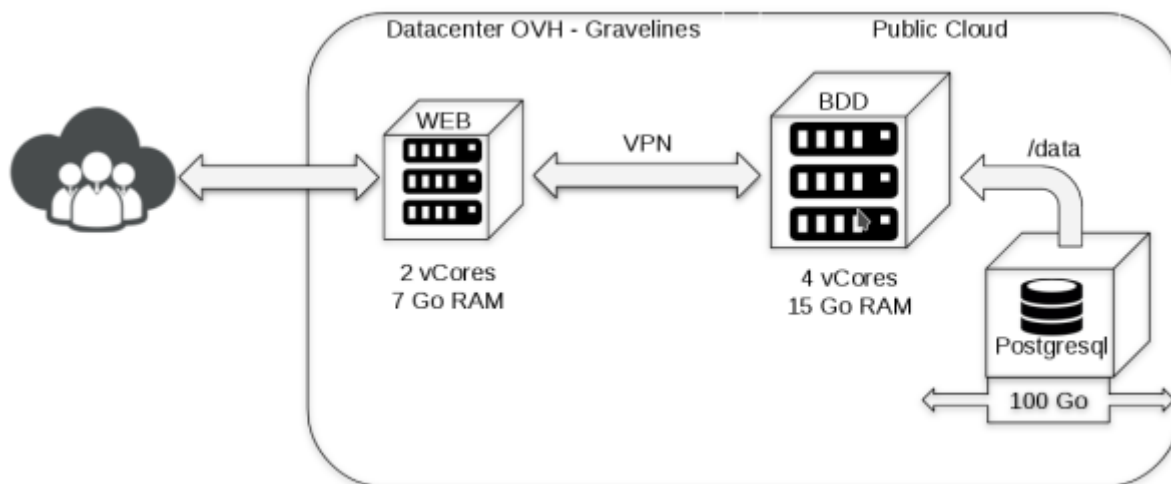 Datacenter OVH - Gravelines
Public Cloud
WEB
BDD
VPN
/data
2 vCores
7 Go RAM
4 vCores
15 Go RAM
Postgresql
100 Go